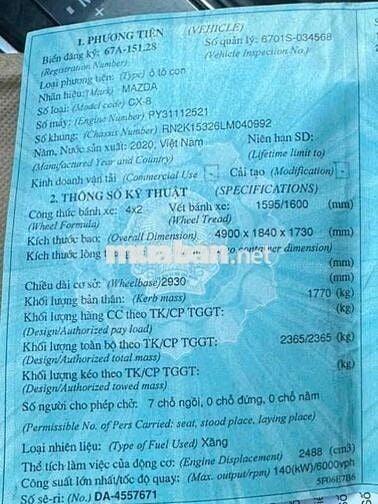 1. PHƯƠNG TIỆN (VEHICLE)
Biển đăng ký: 67A-151.28 Số quản lý: 6701S-034568
(Registration Number) (Vehicle Inspection No.)
Loại phương tiện: (Type) ô tô con
Nhãn hiệu: (Mark) MAZDA
Số loại: (Model code) CX-8
Số máy: (Engine Number) PY31112521
Số khung: (Chassis Number) RN2K15326LM040992
Năm, Nước sản xuất: 2020, Việt Nam Niên hạn SD:
(Manufactured Year and Country) (Lifetime limit to)
Kinh doanh vận tải (Commercial Use - Cải tạo (Modification) -
2. THÔNG SỐ KỸ THUẬT (SPECIFICATIONS)
Công thức bánh xe: 4x2 Vết bánh xe: 1595/1600 (mm)
(Wheel Formula) (Wheel Tread)
Kích thước bao: (Overall Dimension) 4900 x 1840 x 1730 (mm)
Kích thước lòng container dimension)
muaban.net
(mm)
Chiều dài cơ sở: (Wheelbase) 2930 (mm)
Khối lượng bản thân: (Kerb mass) 1770 (kg)
Khối lượng hàng CC theo TK/CP TGGT: (kg)
(Design/Authorized pay load)
Khối lượng toàn bộ theo TK/CP TGGT: 2365/2365 (kg)
(Design/Authorized total mass)
Khối lượng kéo theo TK/CP TGGT: (kg)
(Design/Authorized towed mass)
Số người cho phép chở: 7 chỗ ngồi, 0 chỗ đứng, 0 chỗ nằm
(Permissible No. of Pers Carried: seat, stood place, laying place)
Loại nhiên liệu: (Type of Fuel Used) Xăng
Thể tích làm việc của động cơ: (Engine Displacement) 2488 (cm3)
Công suất lớn nhất/tốc độ quay: (Max. output/rpm) 140(kW)/6000vph
Số sê-ri: (No.) DA-4557671 5F06E7B6